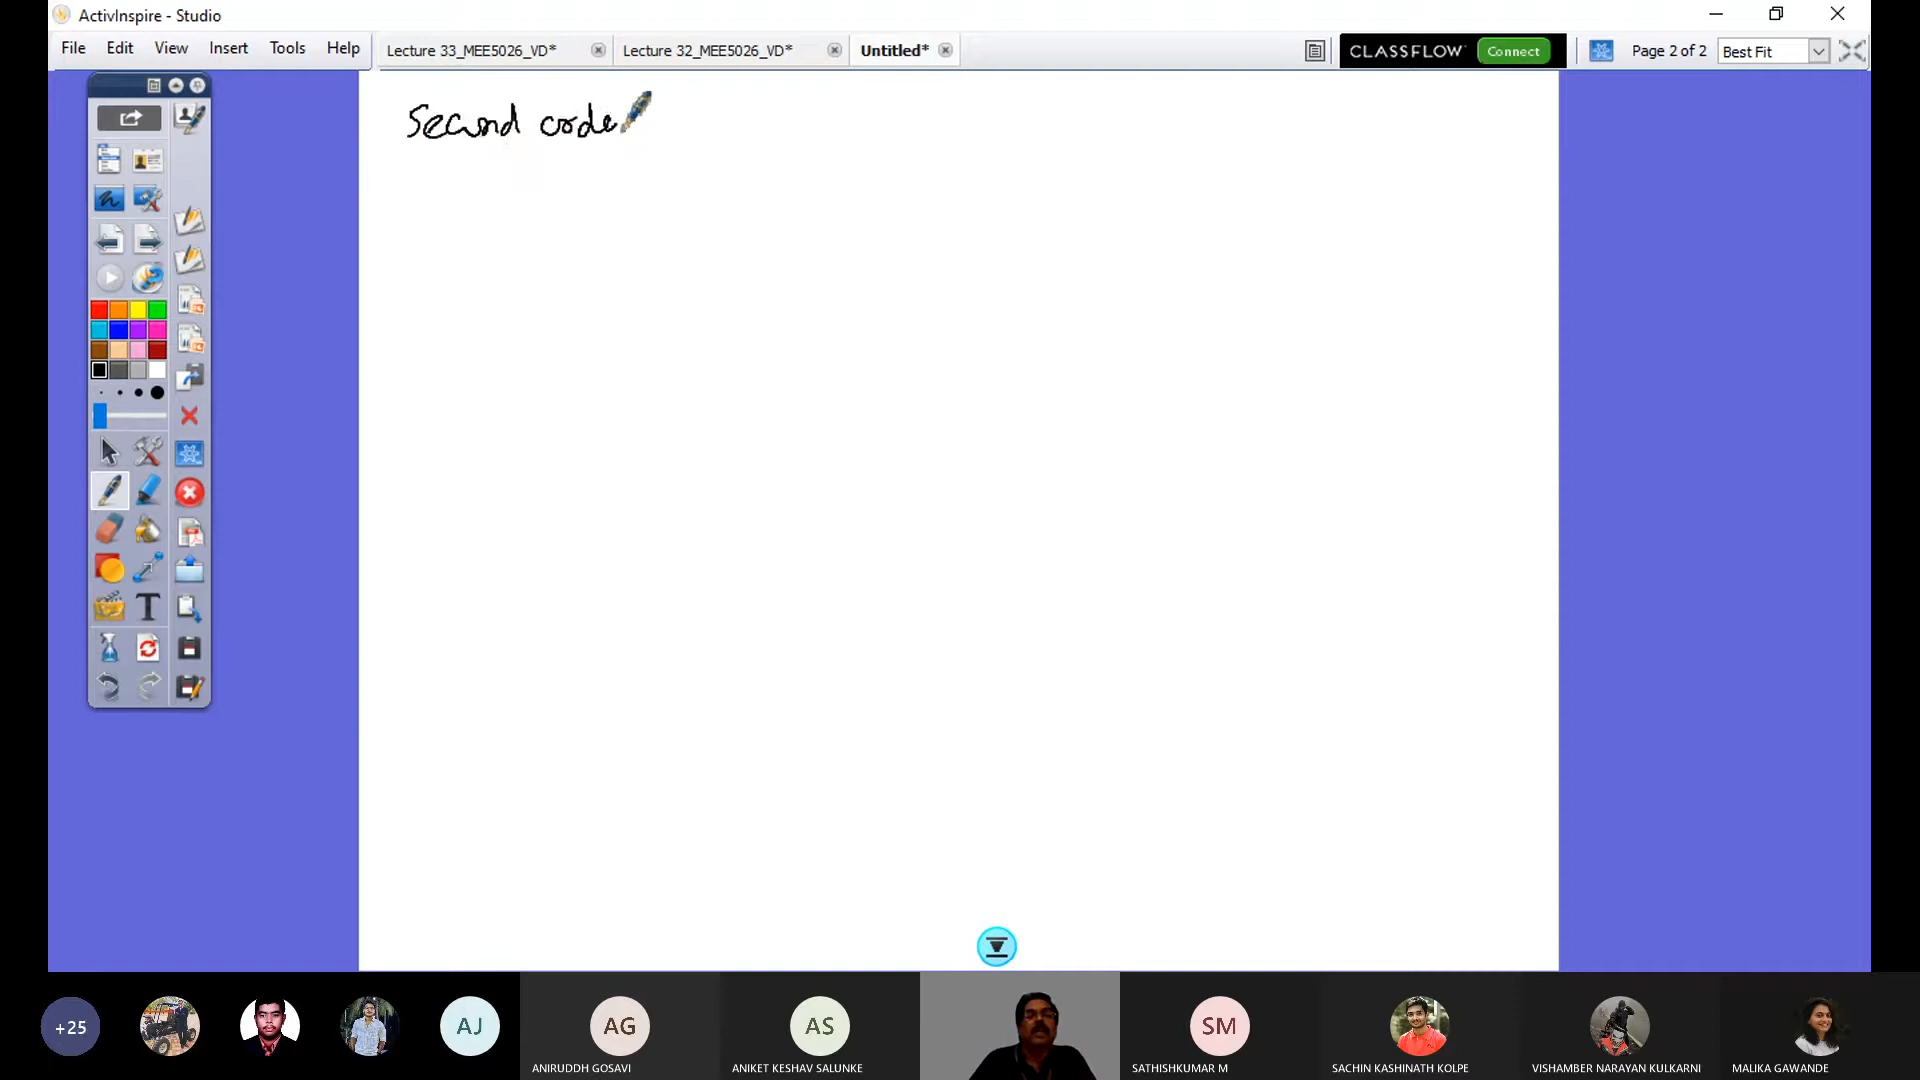 ActivInspire - Studio
File Edit View Insert Tools Help
Lecture 33_MEE5026_VD* Lecture 32_MEE5026_VD* Untitled*
CLASSFLOW Connect
Page 2 of 2 Best Fit
Second code
T
+25 AJ AG AS SM
ANIRUDDH GOSAVI ANIKET KESHAV SALUNKE SATHISHKUMAR M SACHIN KASHINATH KOLPE VISHAMBER NARAYAN KULKARNI MALIKA GAWANDE